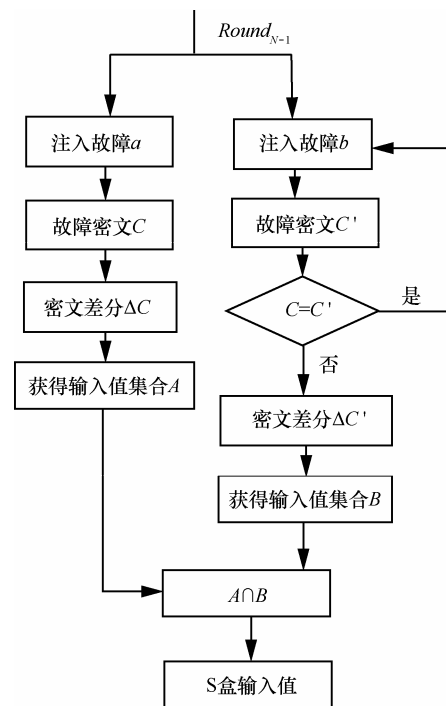 Round_{N-1}
注入故障a
注入故障b
故障密文C
故障密文C'
密文差分ΔC
C=C'
是
否
获得输入值集合A
密文差分ΔC'
获得输入值集合B
A∩B
S盒输入值